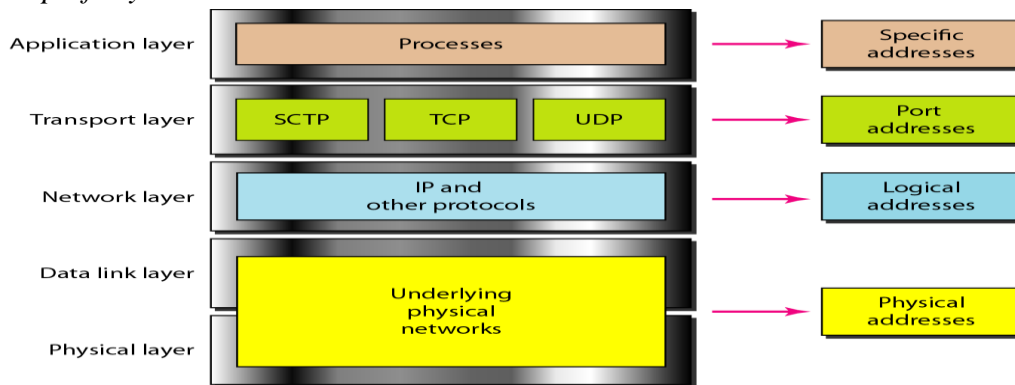 Application layer
Processes
Specific
addresses
Transport layer
SCTP
TCP
UDP
Port
addresses
Network layer
IP and
other protocols
Logical
addresses
Data link layer
Underlying
physical
networks
Physical
addresses
Physical layer